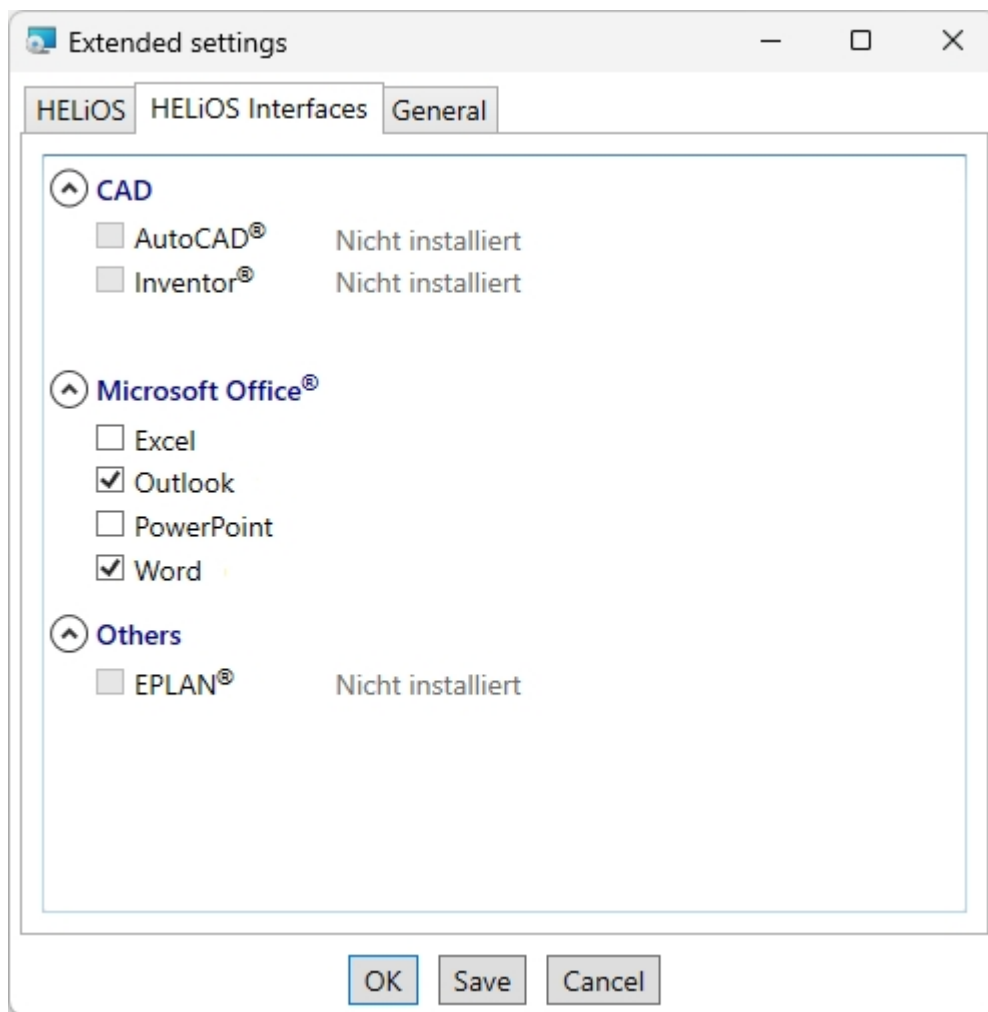 Extended settings
HELiOS HELiOS Interfaces General
CAD
AutoCAD® Nicht installiert
Inventor® Nicht installiert
Microsoft Office®
Excel
Outlook
PowerPoint
Word
Others
EPLAN® Nicht installiert
OK Save Cancel